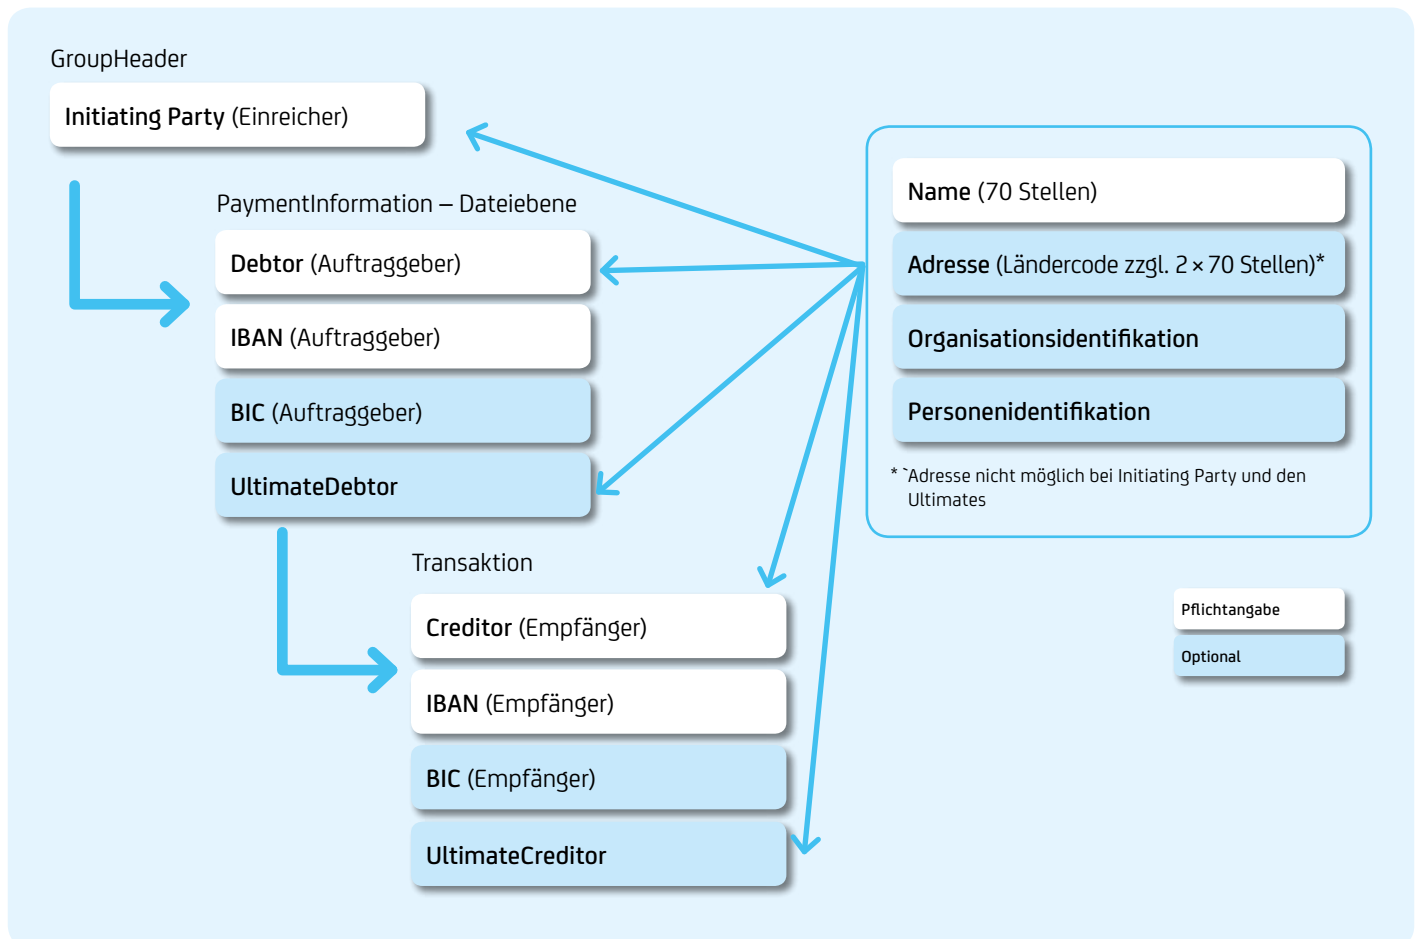 GroupHeader
Initiating Party (Einreicher)
PaymentInformation – Dateiebene
Debtor (Auftraggeber)
IBAN (Auftraggeber)
BIC (Auftraggeber)
UltimateDebtor
Transaktion
Creditor (Empfänger)
IBAN (Empfänger)
BIC (Empfänger)
UltimateCreditor
Name (70 Stellen)
Adresse (Ländercode zzgl. 2 × 70 Stellen)*
Organisationsidentifikation
Personenidentifikation
* `Adresse nicht möglich bei Initiating Party und den
Ultimates
Pflichtangabe
Optional